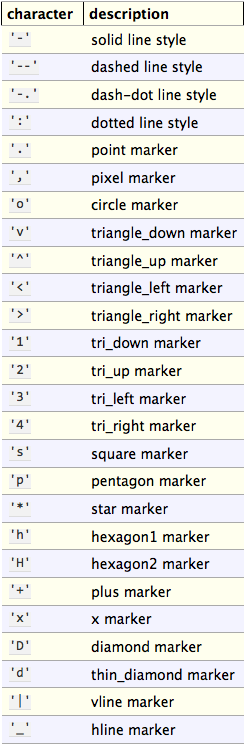 character description
'-' solid line style
'--' dashed line style
'-.' dash-dot line style
':' dotted line style
'.' point marker
',' pixel marker
'o' circle marker
'v' triangle_down marker
'^' triangle_up marker
'<' triangle_left marker
'>' triangle_right marker
'1' tri_down marker
'2' tri_up marker
'3' tri_left marker
'4' tri_right marker
's' square marker
'p' pentagon marker
'*' star marker
'h' hexagon1 marker
'H' hexagon2 marker
'+' plus marker
'x' x marker
'D' diamond marker
'd' thin_diamond marker
'|' vline marker
'_' hline marker